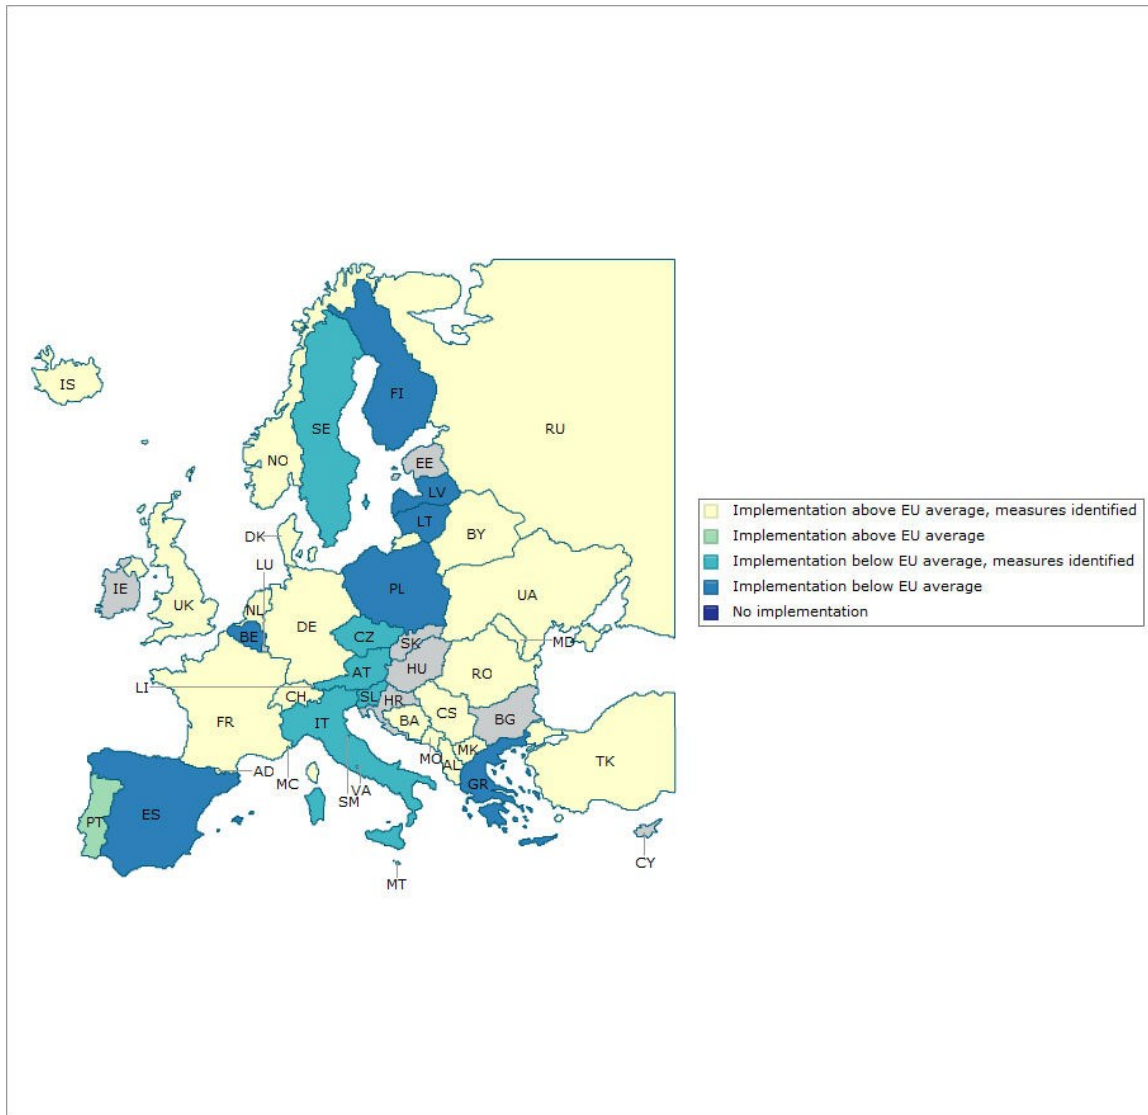 IS
FI
SE
RU
NO
EE
LV
DK
LT
BY
LU
IE
PL
UK
NL
UA
DE
BE
CZ
SK
MD
HU
AT
RO
LI
SL
CH
HR
CS
FR
IT
BA
BG
MO
MK
AL
TK
AD
MC
VA
GR
SM
ES
PT
CY
MT
Implementation above EU average, measures identified
Implementation above EU average
Implementation below EU average, measures identified
Implementation below EU average
No implementation